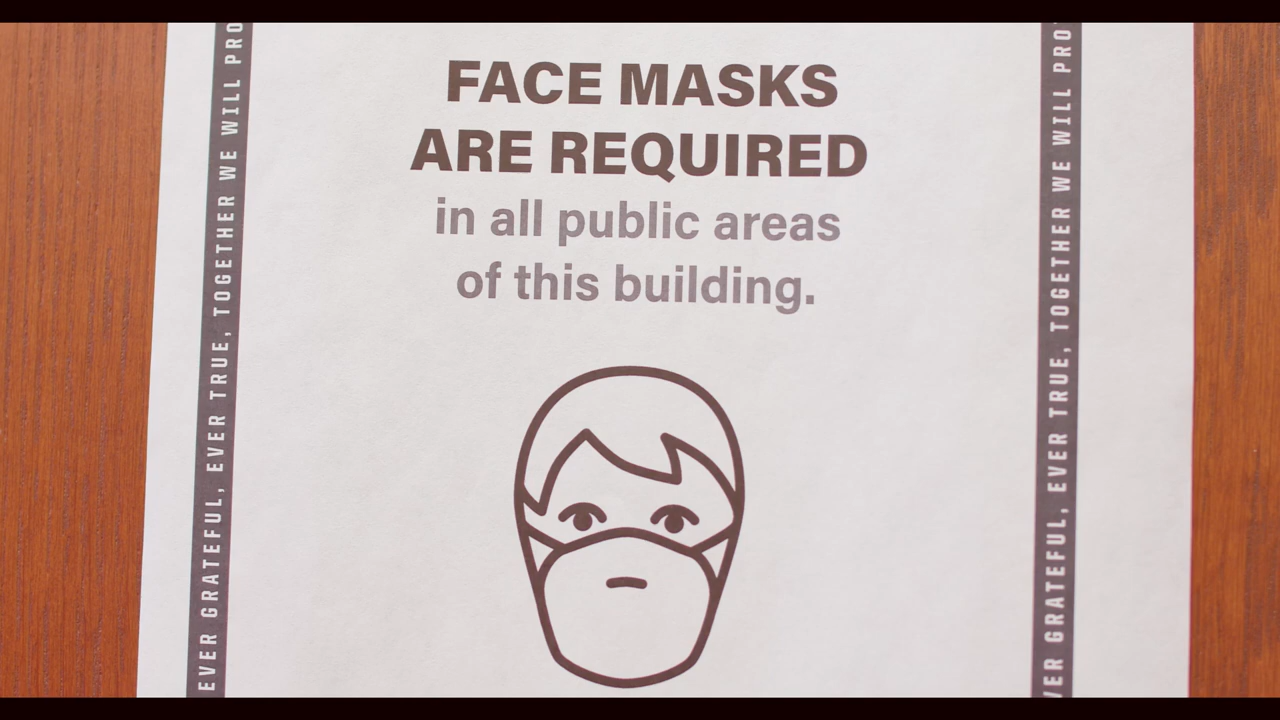 FACE MASKS
ARE REQUIRED
in all public areas
of this building.
EVER GRATEFUL, EVER TRUE, TOGETHER WE WILL PRO
VER GRATEFUL, EVER TRUE, TOGETHER WE WILL PRO